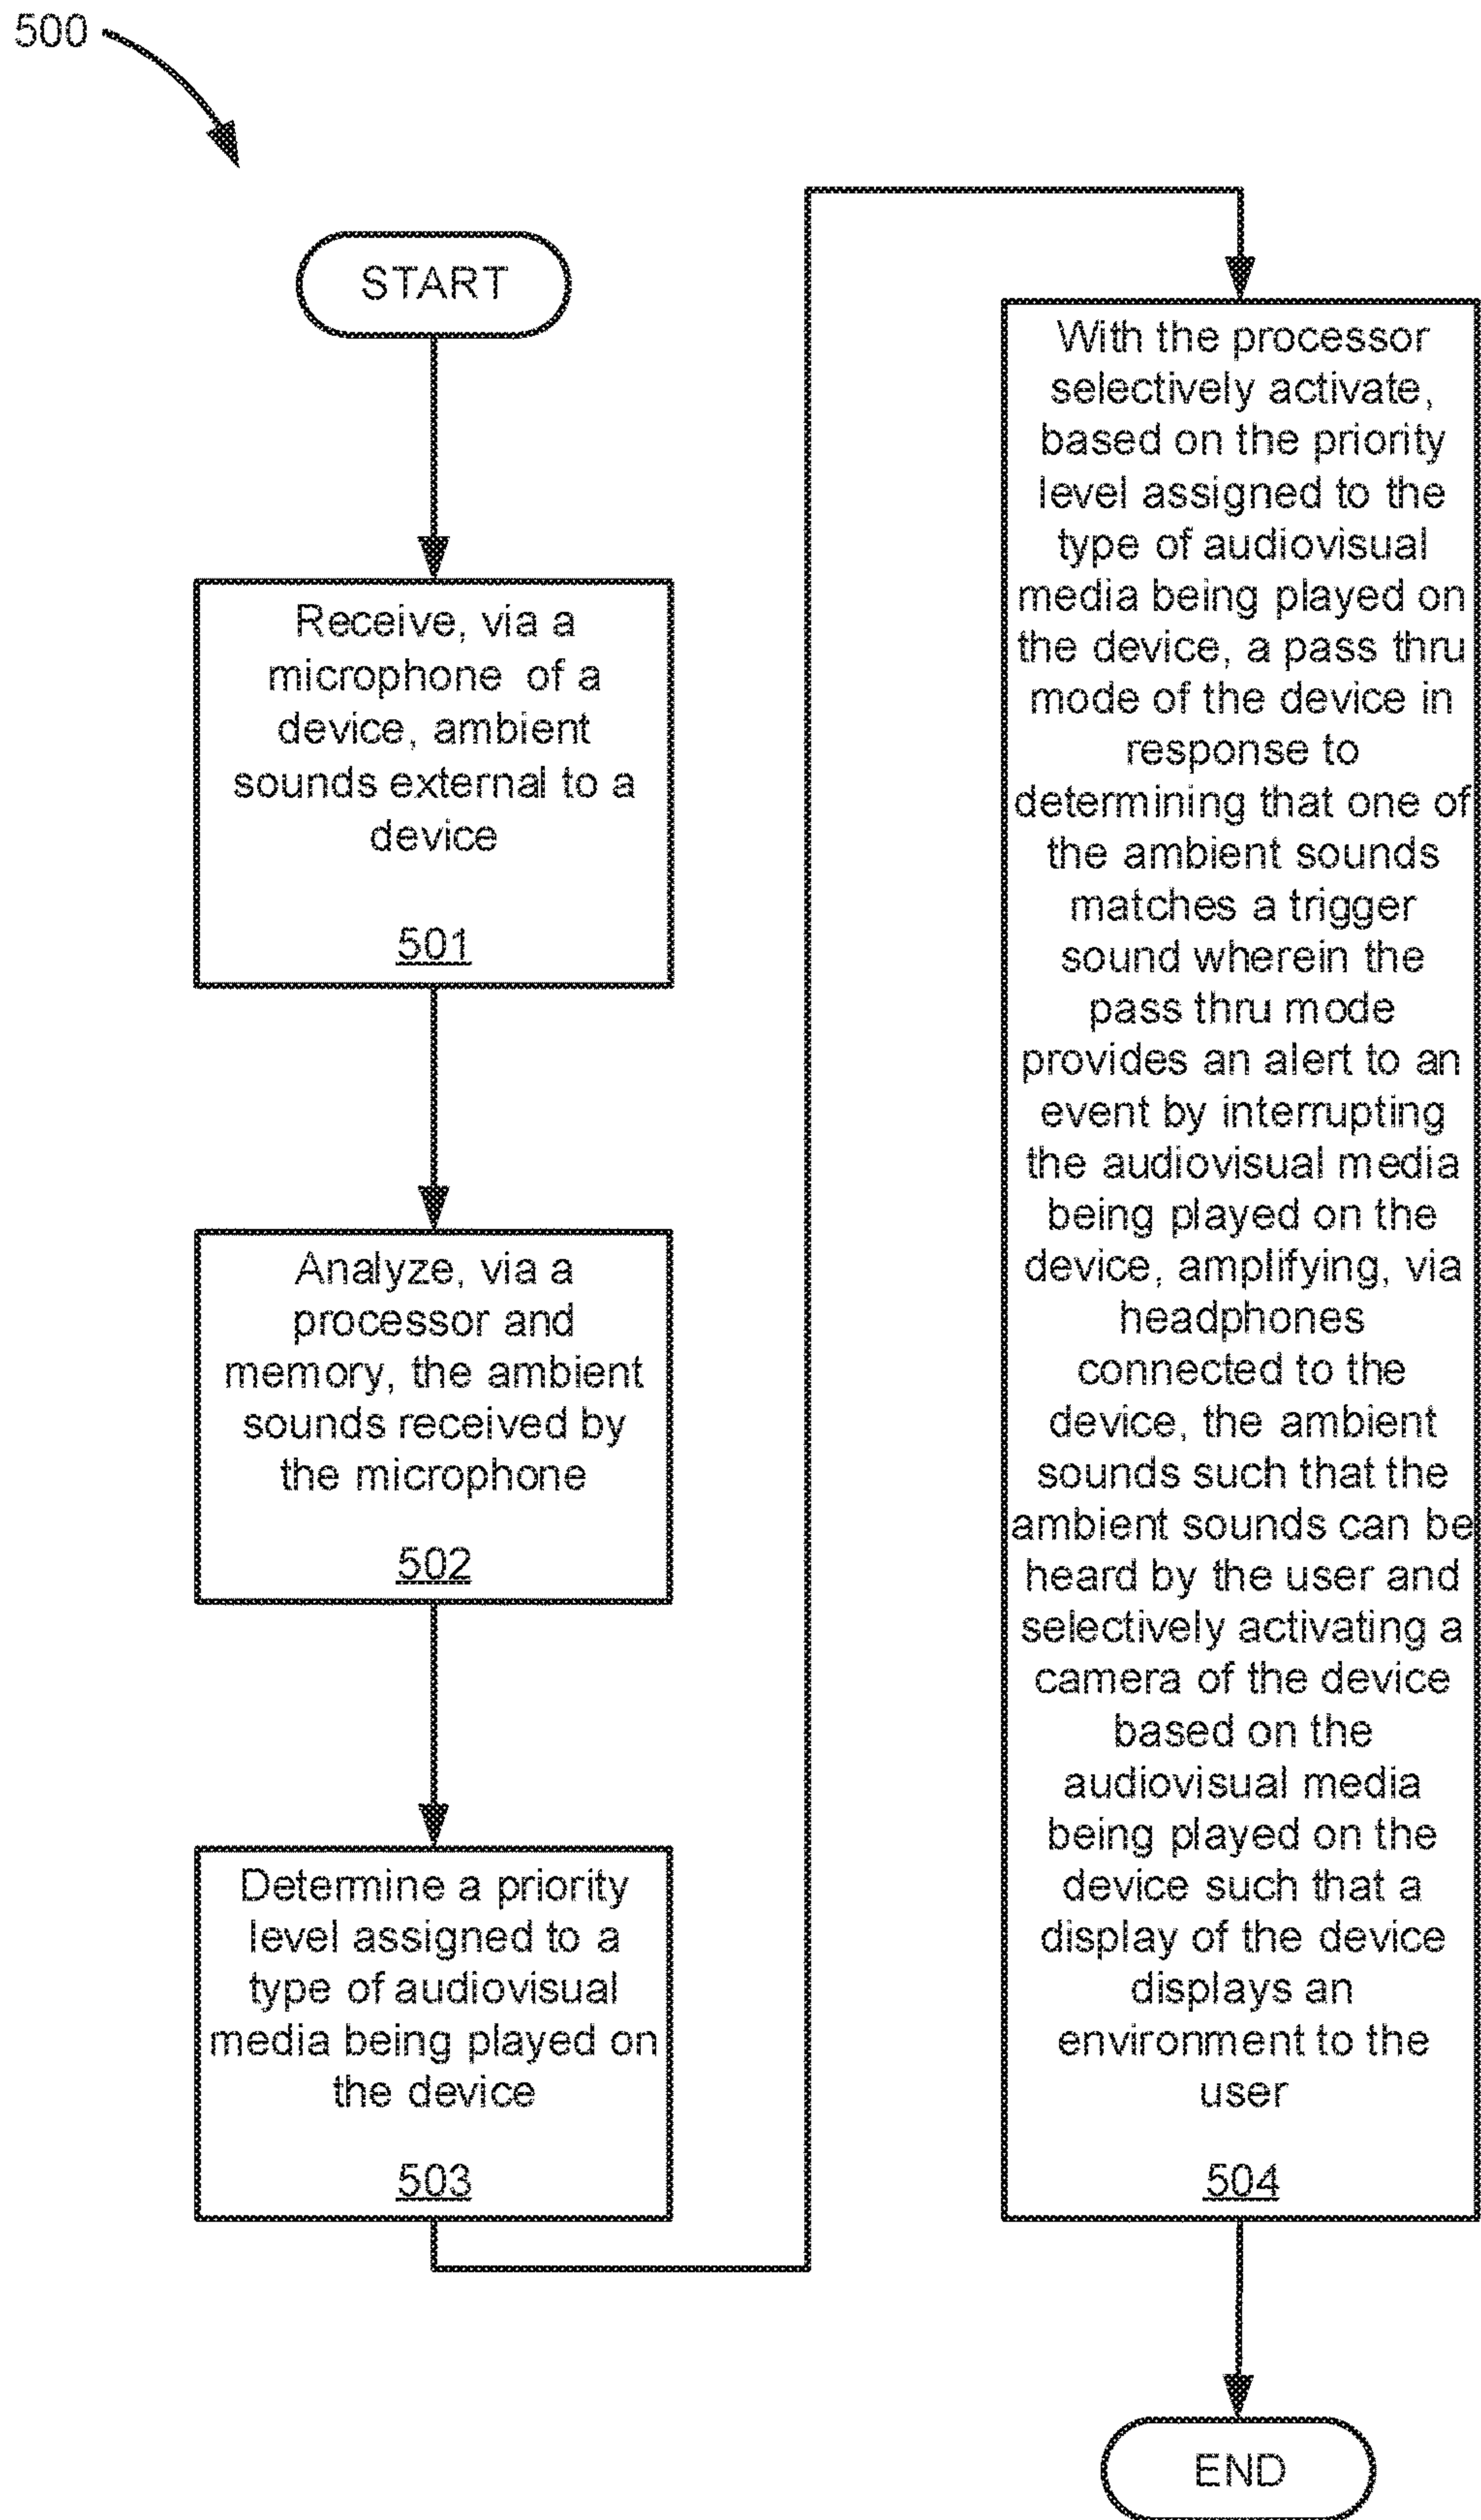 500
START
Receive, via a
microphone of a
device, ambient
sounds external to a
device
501
Analyze, via a
processor and
memory, the ambient
sounds received by
the microphone
502
Determine a priority
level assigned to a
type of audiovisual
media being played on
the device
503
With the processor
selectively activate,
based on the priority
level assigned to the
type of audiovisual
media being played on
the device, a pass thru
mode of the device in
response to
determining that one of
the ambient sounds
matches a trigger
sound wherein the
pass thru mode
provides an alert to an
event by interrupting
the audiovisual media
being played on the
device, amplifying, via
headphones
connected to the
device, the ambient
sounds such that the
ambient sounds can be
heard by the user and
selectively activating a
camera of the device
based on the
audiovisual media
being played on the
device such that a
display of the device
displays an
environment to the
user
504
END